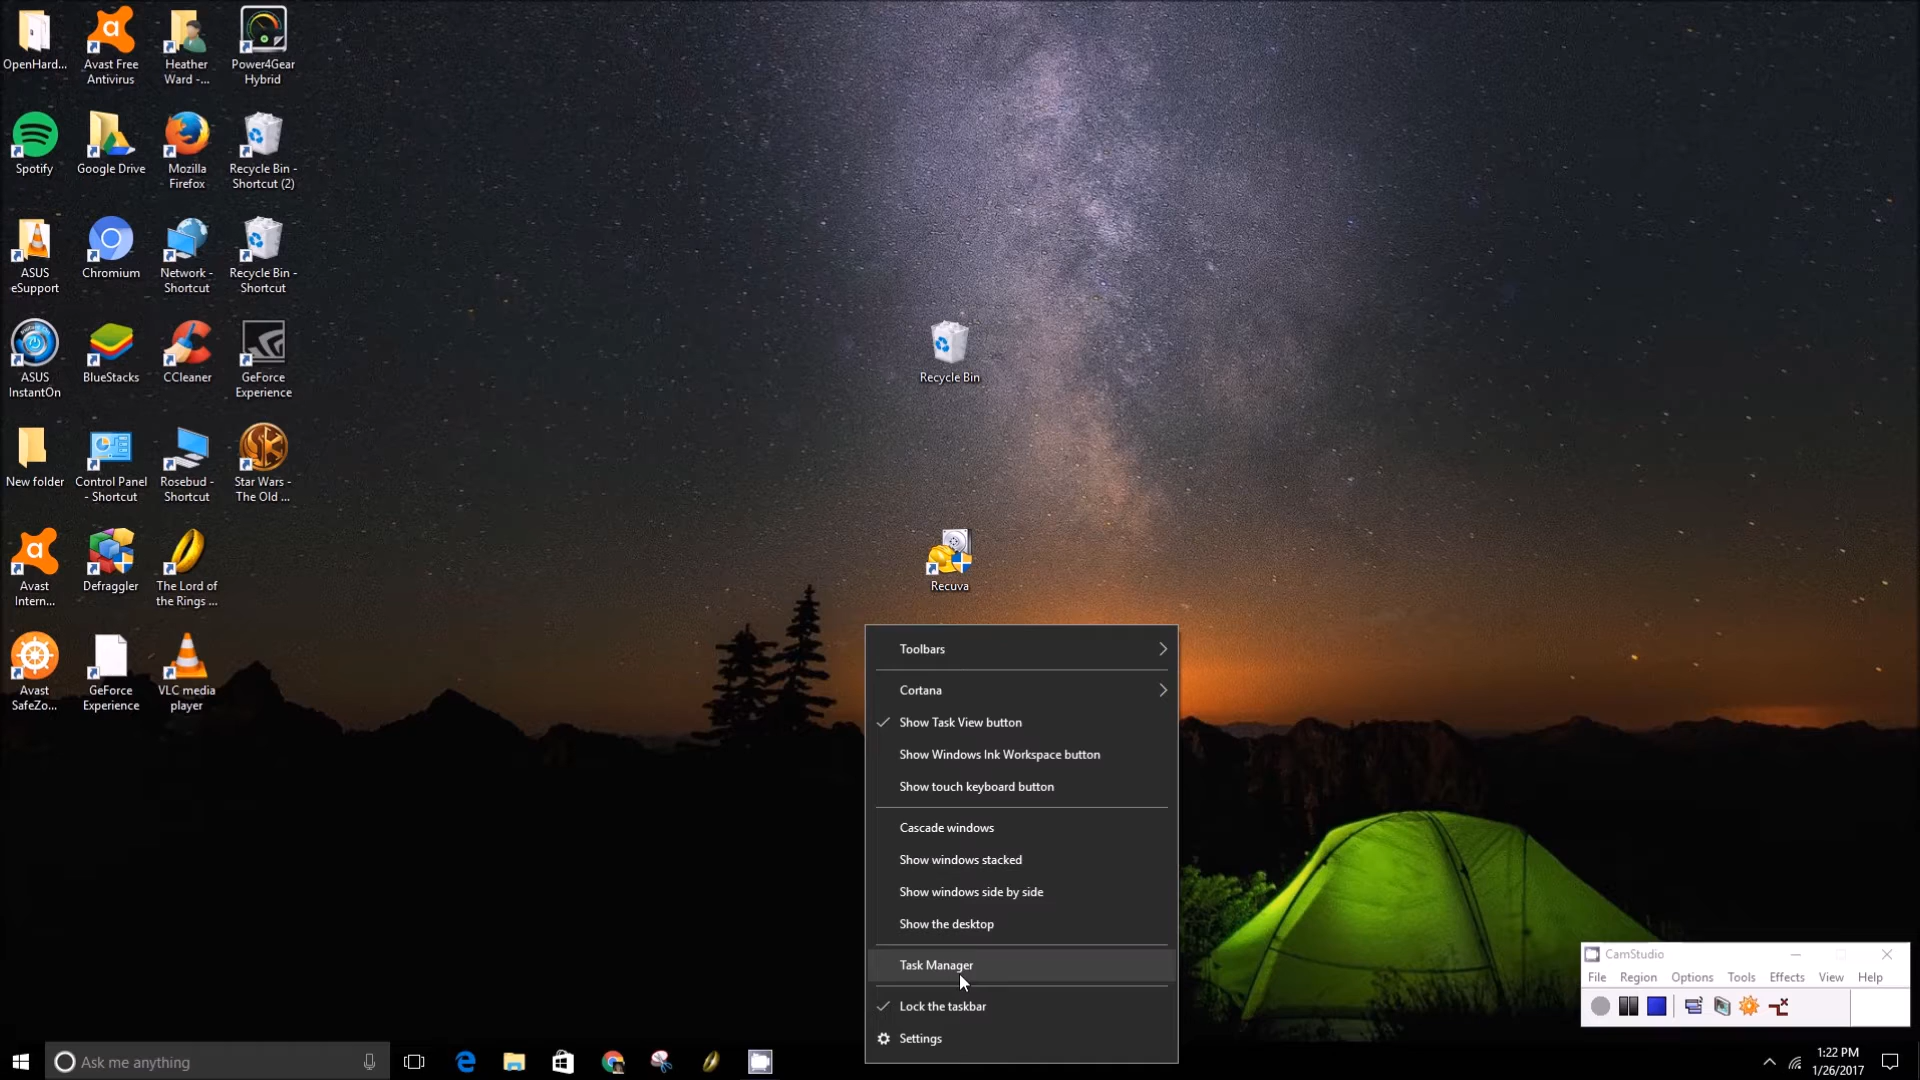 OpenHard...
Avast Free
Antivirus
Heather
Ward -...
Power4Gear
Hybrid
Spotify
Google Drive
Mozilla
Firefox
Recycle Bin -
Shortcut (2)
ASUS
eSupport
Chromium
Network -
Shortcut
Recycle Bin -
Shortcut
ASUS
InstantOn
BlueStacks
CCleaner
GeForce
Experience
New folder
Control Panel
- Shortcut
Rosebud -
Shortcut
Star Wars -
The Old ...
Avast
Intern...
Defraggler
The Lord of
the Rings ...
Avast
SafeZo...
GeForce
Experience
VLC media
player
Recycle Bin
Recuva
Toolbars
Cortana
Show Task View button
Show Windows Ink Workspace button
Show touch keyboard button
Cascade windows
Show windows stacked
Show windows side by side
Show the desktop
Task Manager
Lock the taskbar
Settings
CamStudio
File Region Options Tools Effects View Help
Ask me anything
1:22 PM
1/26/2017